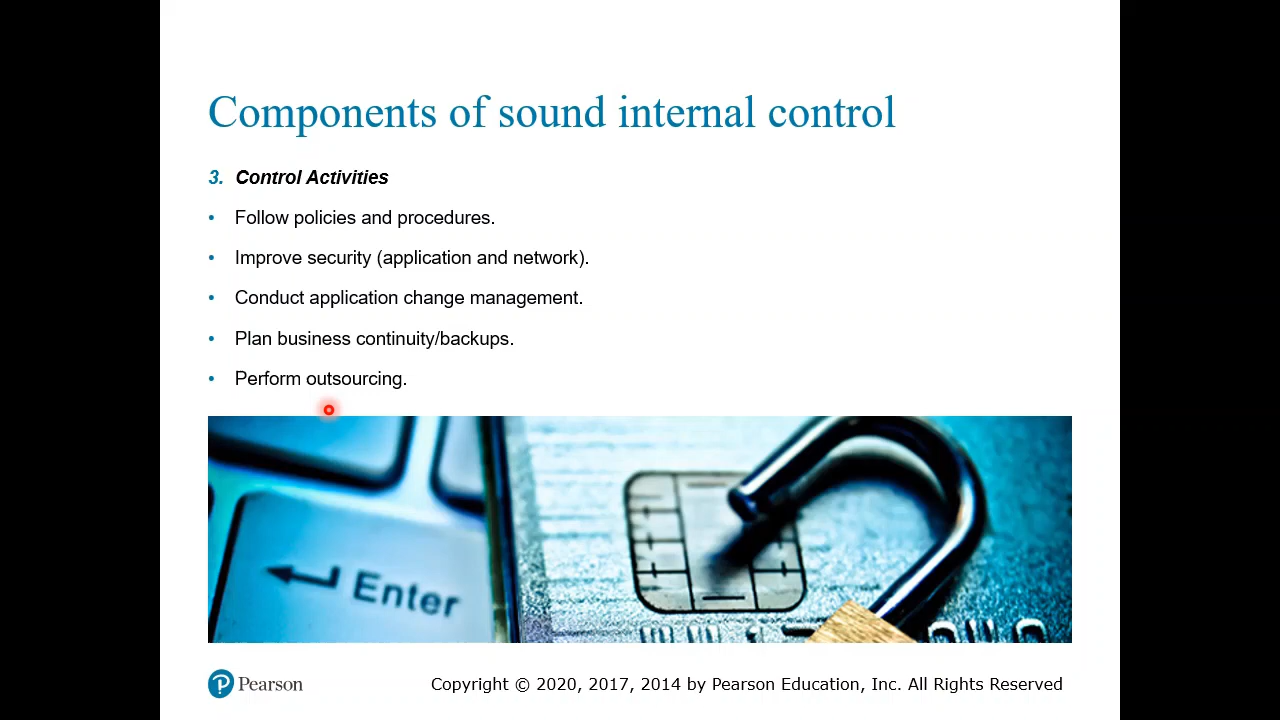 Components of sound internal control
3. Control Activities
• Follow policies and procedures.
• Improve security (application and network).
• Conduct application change management.
• Plan business continuity/backups.
• Perform outsourcing.
Enter
Pearson
Copyright © 2020, 2017, 2014 by Pearson Education, Inc. All Rights Reserved